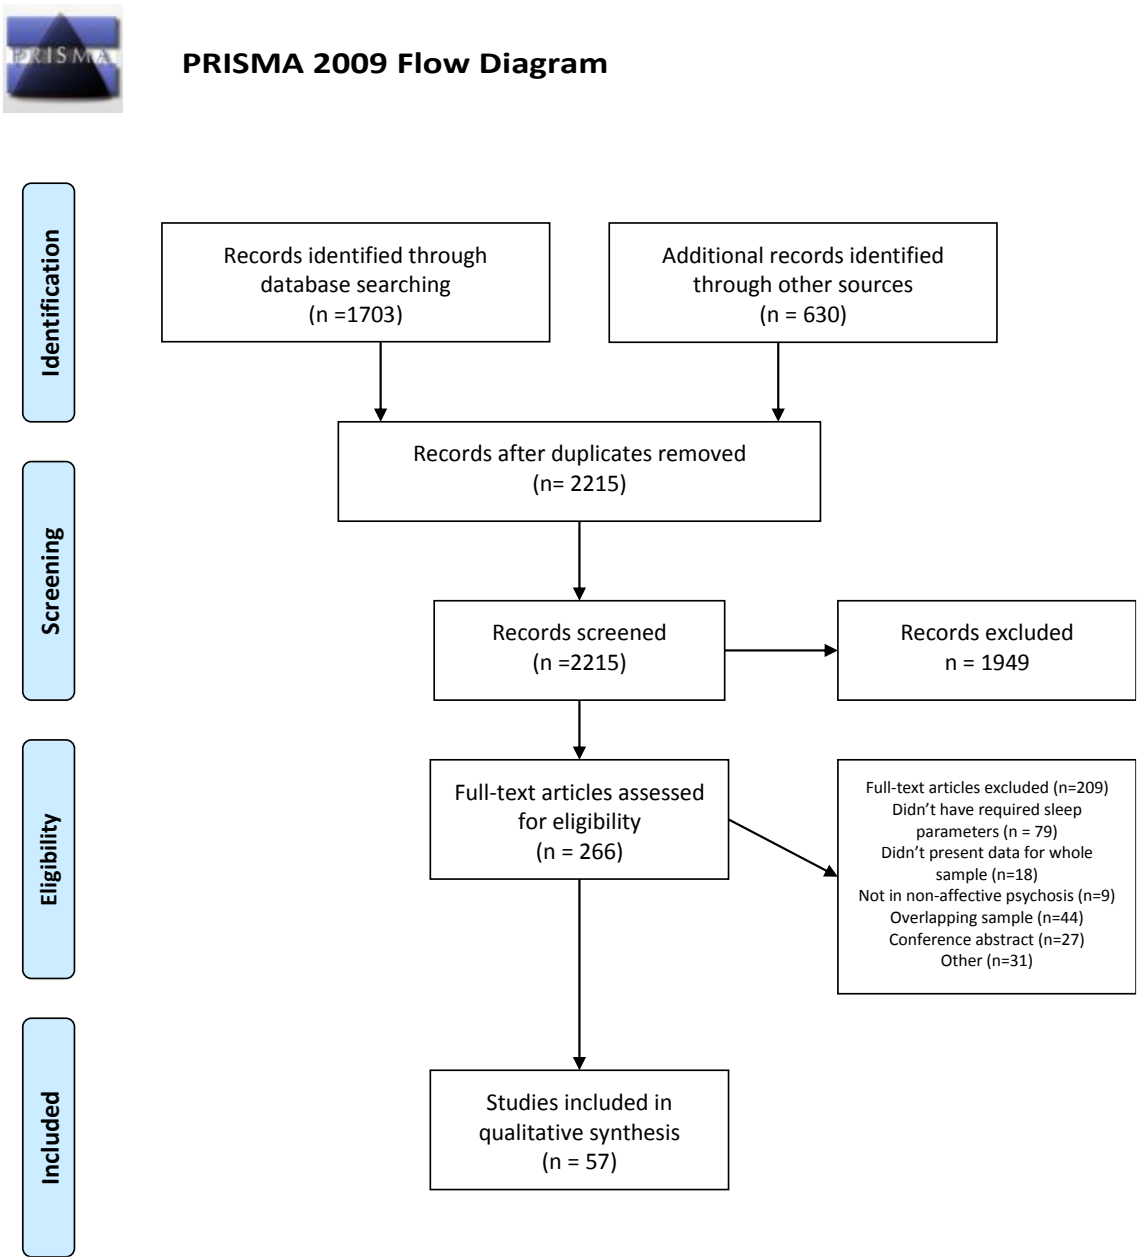 PRISMA
PRISMA 2009 Flow Diagram
Identification
Records identified through
database searching
(n =1703)
Additional records identified
through other sources
(n = 630)
Records after duplicates removed
(n= 2215)
Screening
Records screened
(n =2215)
Records excluded
n = 1949
Eligibility
Full-text articles assessed
for eligibility
(n = 266)
Full-text articles excluded (n=209)
Didn’t have required sleep
parameters (n = 79)
Didn’t present data for whole
sample (n=18)
Not in non-affective psychosis (n=9)
Overlapping sample (n=44)
Conference abstract (n=27)
Other (n=31)
Included
Studies included in
qualitative synthesis
(n = 57)